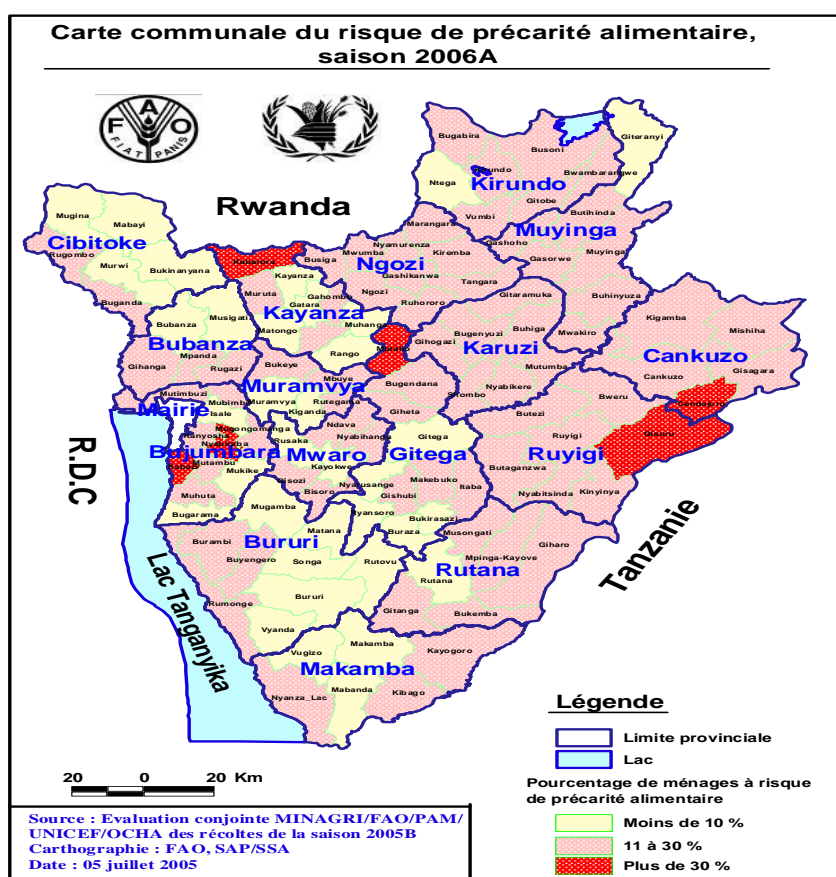 Carte communale du risque de précarité alimentaire,
saison 2006A
F A O
FIAT PANIS
Rwanda
R.D.C
Tanzanie
Lac Tanganyika
Kirundo
Bugabira
Busoni
Giteranyi
Bwambarangwe
Ntega
Gitobe
Vumbi
Muyinga
Butihinda
Gashoho
Gasorwe
Muyinga
Buhinyuza
Mwakiro
Cibitoke
Mugina
Mabayi
Rugombo
Murwi
Bukinanyana
Buganda
Ngozi
Marangara
Nyamurenza
Mwumba
Busiga
Kiremba
Gashikanwa
Tangara
Ngozi
Ruhororo
Kayanza
Kayanza
Muruta
Gahombo
Gatara
Matongo
Muhanga
Rango
Bubanza
Musigati
Bubanza
Mpanda
Gihanga
Rugazi
Karuzi
Gitaramuka
Gihogazi
Bugenyuzi
Buhiga
Mutumba
Nyabikere
Shombo
Cankuzo
Kigamba
Mishiha
Cankuzo
Gisagara
Muramvya
Bukeye
Mbuye
Muramvya
Rutegama
Kiganda
Mairie
Mutimbuzi
Mubimbi
Isale
Bujumbara
Mugongomanga
Kanyosha
Kabezi
Mutambu
Mukike
Muhuta
Bugarama
Mwaro
Rusaka
Ndava
Nyabihanga
Kayokwe
Gisozi
Bisoro
Nyarusange
Gitega
Bugendana
Giheta
Gitega
Makebuko
Itaba
Gishubi
Ryansoro
Bukirasazi
Buraza
Ruyigi
Bweru
Butezi
Ruyigi
Butaganzwa
Nyabitsinda
Kinyinya
Bururi
Mugamba
Matana
Burambi
Buyengero
Songa
Rutovu
Rumonge
Bururi
Vyanda
Rutana
Musongati
Giharo
Mpinga-Kayove
Rutana
Gitanga
Bukemba
Makamba
Vugizo
Makamba
Kayogoro
Nyanza_Lac
Mabanda
Kibago
20 0 20 Km
Légende
Limite provinciale
Lac
Pourcentage de ménages à risque
de précarité alimentaire
Moins de 10 %
11 à 30 %
Plus de 30 %
Source : Evaluation conjointe MINAGRI/FAO/PAM/
UNICEF/OCHA des récoltes de la saison 2005B
Carthographie : FAO, SAP/SSA
Date : 05 juillet 2005